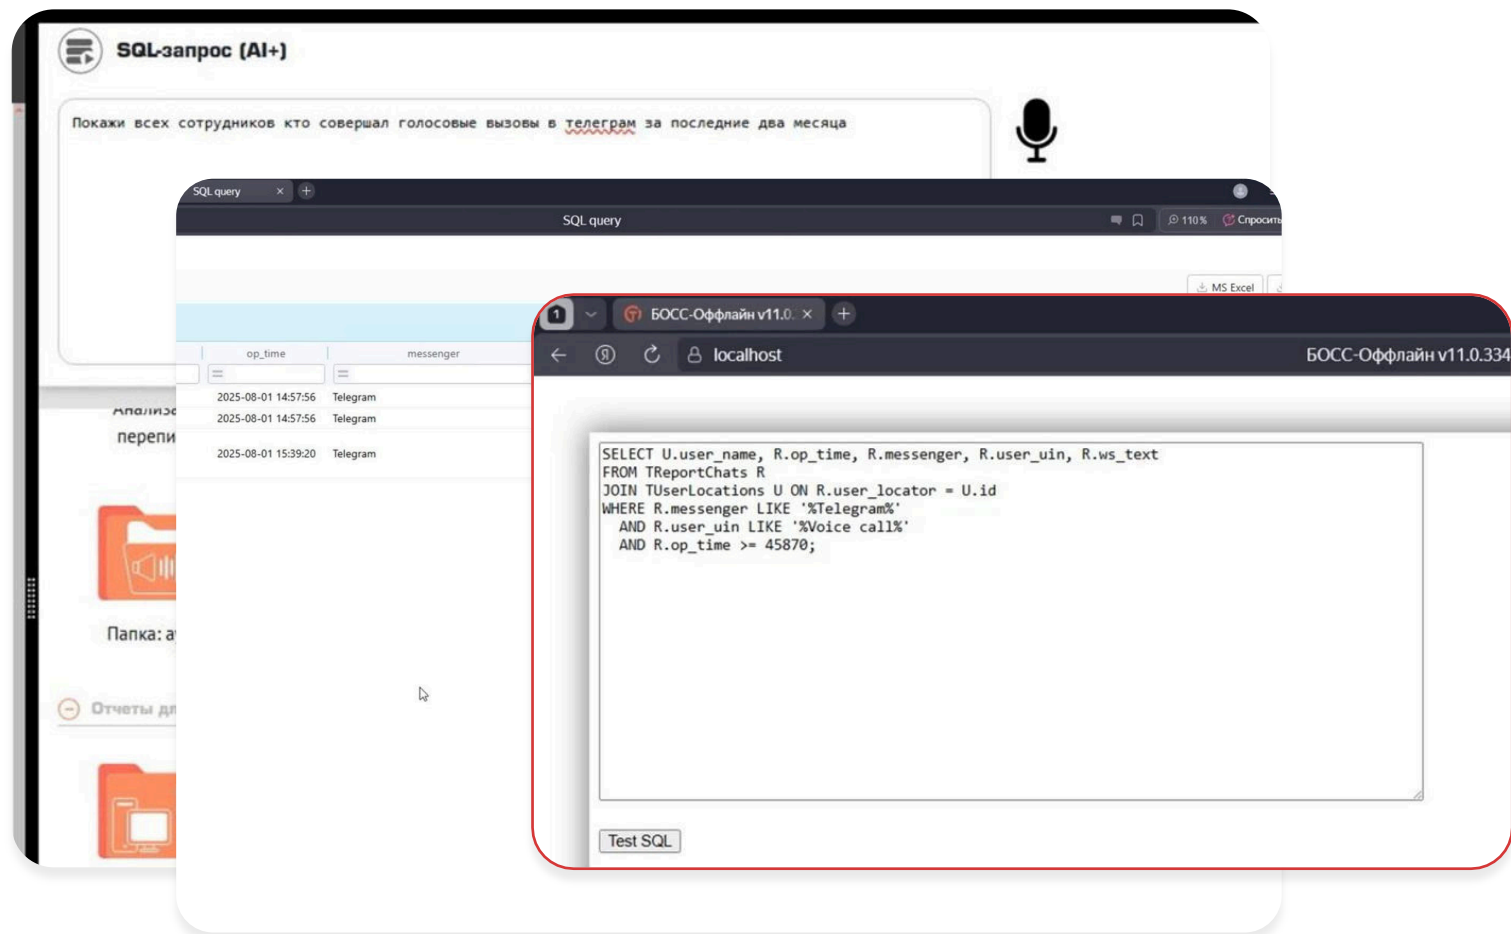 SQL-запрос (AI+)
Покажи всех сотрудников кто совершал голосовые вызовы в телеграм за последние два месяца
SQL query
SQL query
110%
Спросить
MS Excel
op_time messenger
= =
2025-08-01 14:57:56 Telegram
2025-08-01 14:57:56 Telegram
2025-08-01 15:39:20 Telegram
Папка:
Отчеты
1
БОСС-Оффлайн v11.0.
localhost
БОСС-Оффлайн v11.0.334
SELECT U.user_name, R.op_time, R.messenger, R.user_uin, R.ws_text
FROM TReportChats R
JOIN TUserLocations U ON R.user_locator = U.id
WHERE R.messenger LIKE '%Telegram%'
AND R.user_uin LIKE '%Voice call%'
AND R.op_time >= 45870;
Test SQL